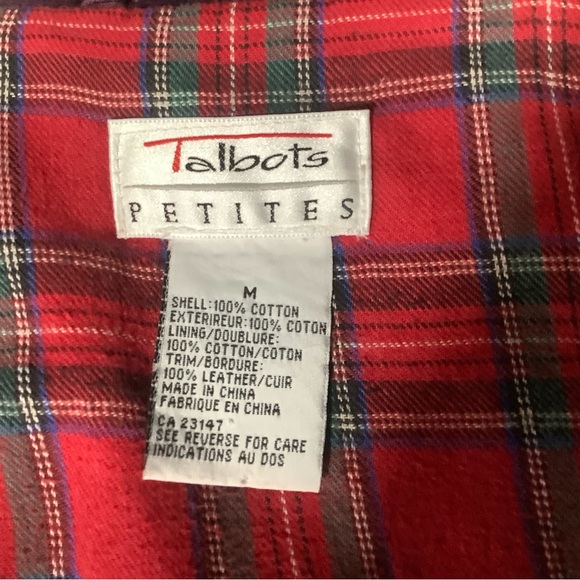 Talbots
PETITES
M
SHELL:100% COTTON
EXTERIREUR:100% COTON
LINING/DOUBLURE:
100% COTTON/COTON
TRIM/BORDURE:
100% LEATHER/CUIR
MADE IN CHINA
FABRIQUE EN CHINA
CA 23147
SEE REVERSE FOR CARE
INDICATIONS AU DOS